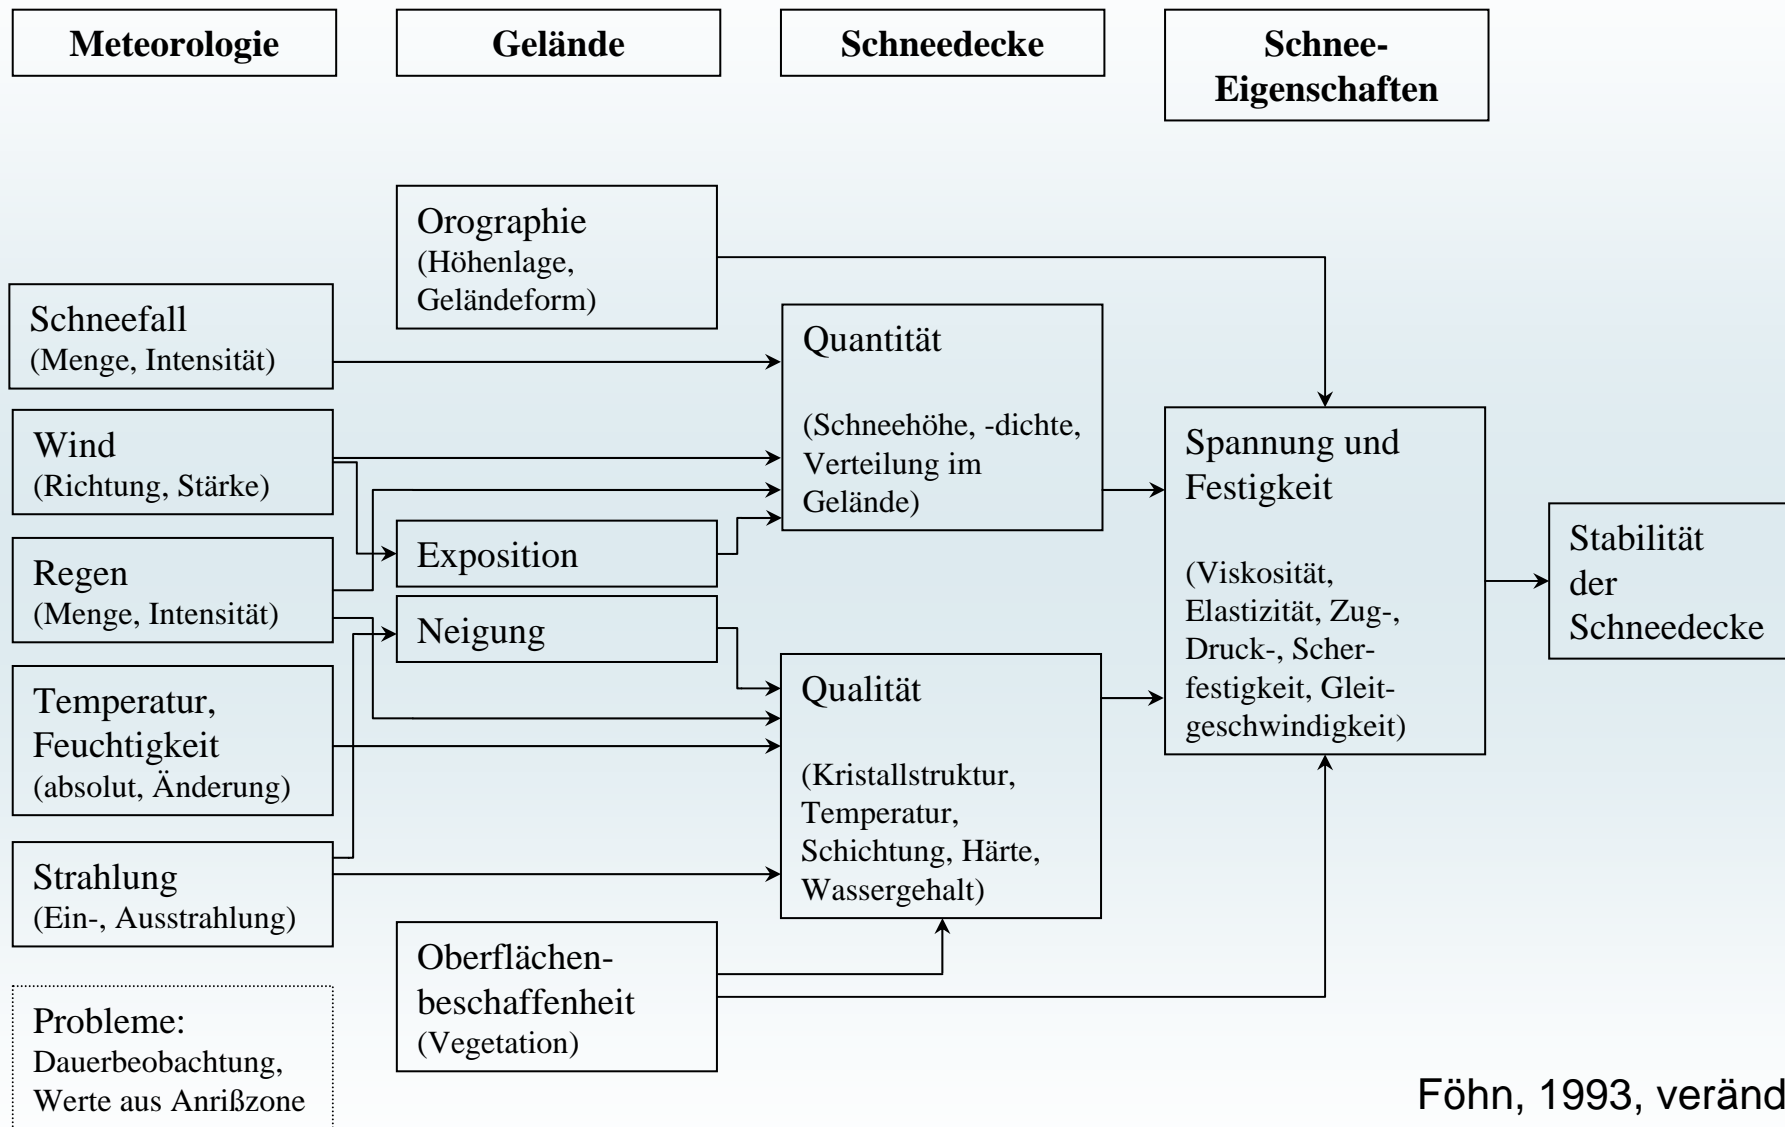 Meteorologie
Gelände
Schneedecke
Schnee-
Eigenschaften
Orographie
(Höhenlage,
Geländeform)
Schneefall
(Menge, Intensität)
Wind
(Richtung, Stärke)
Regen
(Menge, Intensität)
Temperatur,
Feuchtigkeit
(absolut, Änderung)
Strahlung
(Ein-, Ausstrahlung)
Probleme:
Dauerbeobachtung,
Werte aus Anrißzone
Exposition
Neigung
Oberflächen-
beschaffenheit
(Vegetation)
Quantität
(Schneehöhe, -dichte,
Verteilung im
Gelände)
Qualität
(Kristallstruktur,
Temperatur,
Schichtung, Härte,
Wassergehalt)
Spannung und
Festigkeit
(Viskosität,
Elastizität, Zug-,
Druck-, Scher-
festigkeit, Gleit-
geschwindigkeit)
Stabilität
der
Schneedecke
Föhn, 1993, veränd